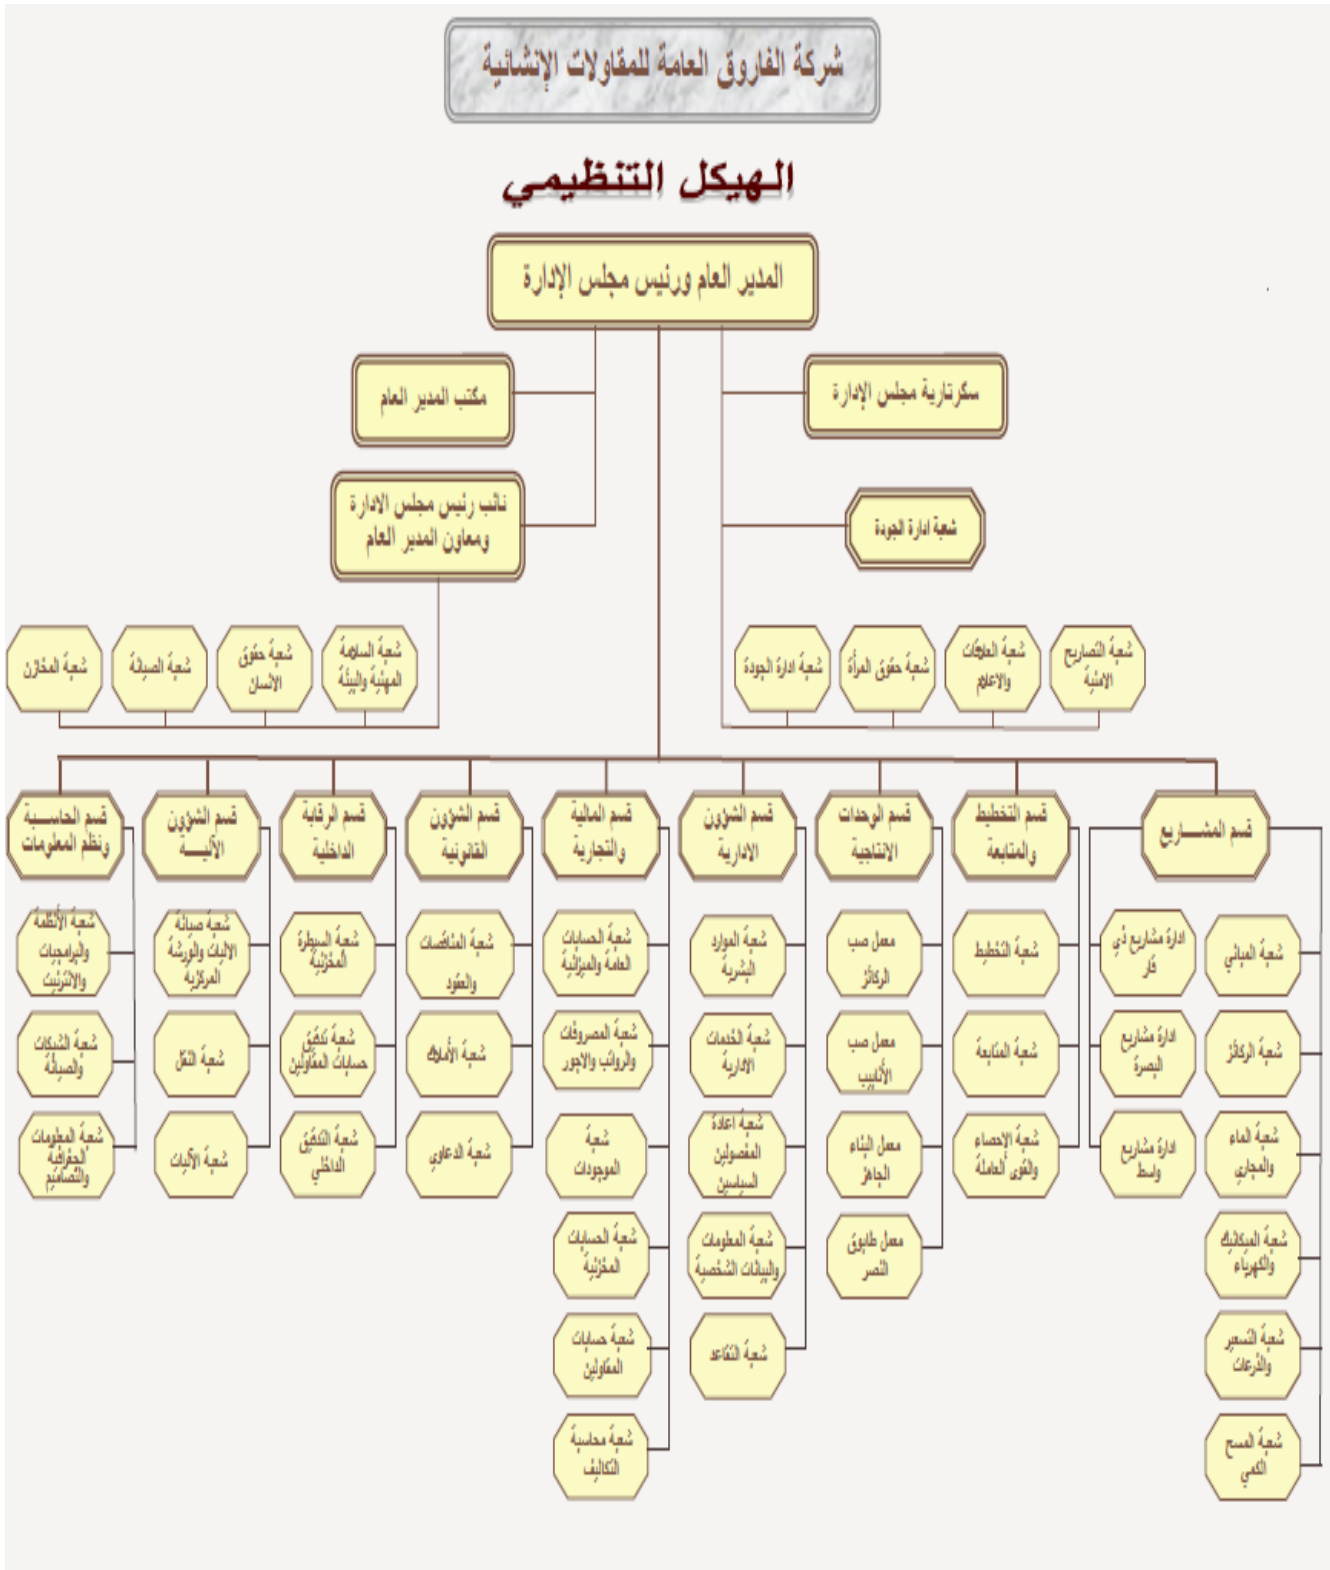 شركة الفاروق العامة للمقاولات الإنشائية
الهيكل التنظيمي
المدير العام ورئيس مجلس الإدارة
سكرتارية مجلس الإدارة
مكتب المدير العام
شعبة ادارة الجودة
نائب رئيس مجلس الادارة
ومعاون المدير العام
شعبة التصاريح
الامنية
شعبة العلاقات
والاعلام
شعبة حقوق المرأة
شعبة ادارة الجودة
شعبة السلامة
المهنية والبيئة
شعبة حقوق
الانسان
شعبة الصيانة
شعبة المخازن
قسم المشـــاريع
قسم التخطيط
والمتابعة
قسم الوحدات
الانتاجية
قسم الشؤون
الادارية
قسم المالية
والتجارية
قسم الشؤون
القانونية
قسم الرقابة
الداخلية
قسم الشؤون
الآليـــة
قسم الحاســـبة
ونظم المعلومات
شعبة المباني
شعبة الركائز
شعبة الماء
والمجاري
شعبة الميكانيك
والكهرباء
شعبة التسعير
والذرعات
شعبة المسح
الكمي
ادارة مشاريع ذي
قار
ادارة مشاريع
البصرة
ادارة مشاريع
واسط
شعبة التخطيط
شعبة المتابعة
شعبة الإحصاء
والقوى العاملة
معمل صب
الركائز
معمل صب
الأنابيب
معمل البناء
الجاهز
معمل طابوق
النصر
شعبة الموارد
البشرية
شعبة الخدمات
الادارية
شعبة اعادة
المفصولين
السياسين
شعبة المعلومات
والبيانات الشخصية
شعبة التقاعد
شعبة الحسابات
العامة والميزانية
شعبة المصروفات
والرواتب والاجور
شعبة
الموجودات
شعبة الحسابات
المخزنية
شعبة حسابات
المقاولين
شعبة محاسبة
التكاليف
شعبة المناقصات
والعقود
شعبة الأملاك
شعبة الدعاوي
شعبة السيطرة
المخزنية
شعبة تدقيق
حسابات المقاولين
شعبة التدقيق
الداخلي
شعبة صيانة
الاليات والورشة
المركزية
شعبة النقل
شعبة الآليات
شعبة الأنظمة
والبرامجيات
والانترنيت
شعبة الشبكات
والصيانة
شعبة المعلومات
الجغرافية
والتصاميم